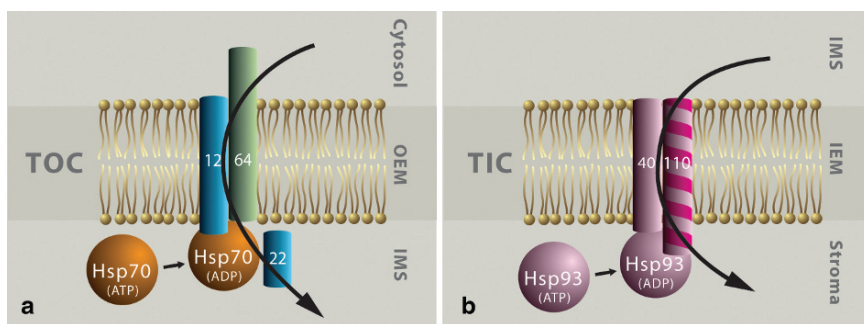 Cytosol
TOC
12
64
OEM
Hsp70
(ATP)
Hsp70
(ADP)
22
IMS
a
IMS
TIC
40
110
IEM
Hsp93
(ATP)
Hsp93
(ADP)
Stroma
b